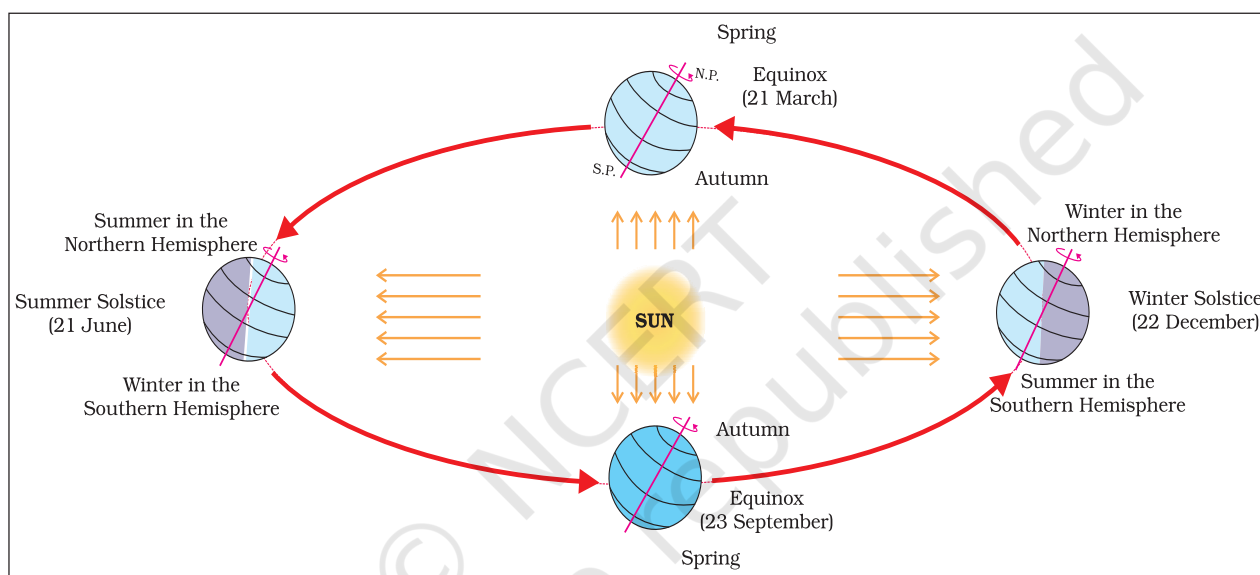 Spring
N.P.
Equinox
(21 March)
S.P.
Autumn
Summer in the
Northern Hemisphere
Winter in the
Northern Hemisphere
Summer Solstice
(21 June)
SUN
Winter Solstice
(22 December)
Winter in the
Southern Hemisphere
Summer in the
Southern Hemisphere
Autumn
Equinox
(23 September)
Spring
© NCERT
republished